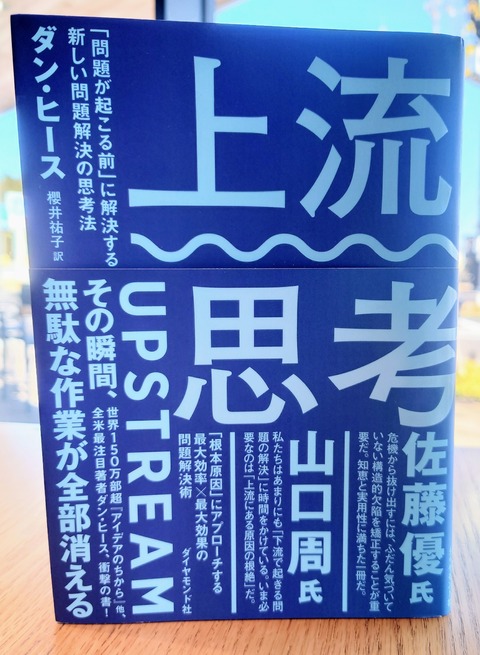 上流思考
UPSTREAM
「問題が起こる前」に解決する
新しい問題解決の思考法
ダン・ヒース
櫻井祐子 訳
佐藤優氏
危機から抜け出すには、ふだん気づいて
いない構造的欠陥を矯正することが重
要だ。知恵と実用性に満ちた一冊だ。
山口周氏
私たちはあまりにも「下流で起きる問
題の解決」に時間をかけている。いま必
要なのは「上流にある原因の根絶」だ。
「根本原因」にアプローチする
最大効率×最大効果の
問題解決術
ダイヤモンド社
世界150万部超『アイデアのちから』他、
全米最注目著者ダン・ヒース、衝撃の書!
その瞬間、
無駄な作業が全部消える